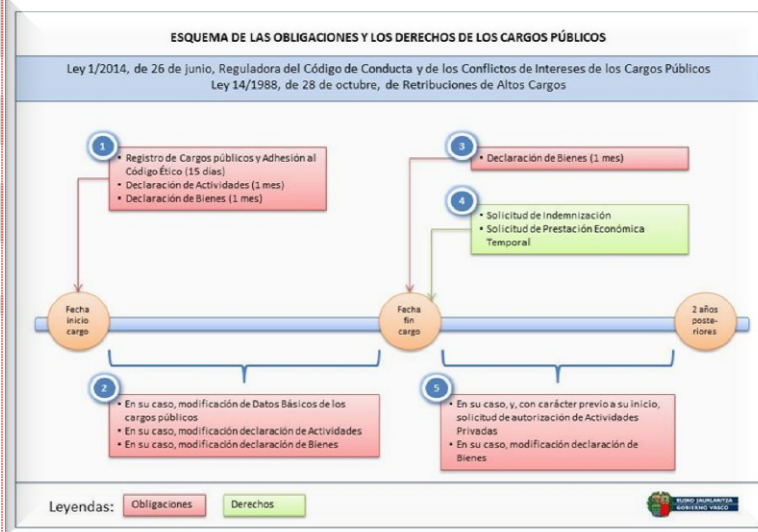 ESQUEMA DE LAS OBLIGACIONES Y LOS DERECHOS DE LOS CARGOS PÚBLICOS
Ley 1/2014, de 26 de junio, Reguladora del Código de Conducta y de los Conflictos de Intereses de los Cargos Públicos
Ley 14/1988, de 28 de octubre, de Retribuciones de Altos Cargos
1
• Registro de Cargos públicos y Adhesión al
Código Ético (15 días)
• Declaración de Actividades (1 mes)
• Declaración de Bienes (1 mes)
3
• Declaración de Bienes (1 mes)
4
• Solicitud de Indemnización
• Solicitud de Prestación Económica
Temporal
Fecha
inicio
cargo
Fecha
fin
cargo
2 años
poste-
riores
2
• En su caso, modificación de Datos Básicos de los
cargos públicos
• En su caso, modificación declaración de Actividades
• En su caso, modificación declaración de Bienes
5
• En su caso, y, con carácter previo a su inicio,
solicitud de autorización de Actividades
Privadas
• En su caso, modificación declaración de
Bienes
Leyendas:
Obligaciones
Derechos
EUSKO JAURLARITZA
GOBIERNO VASCO